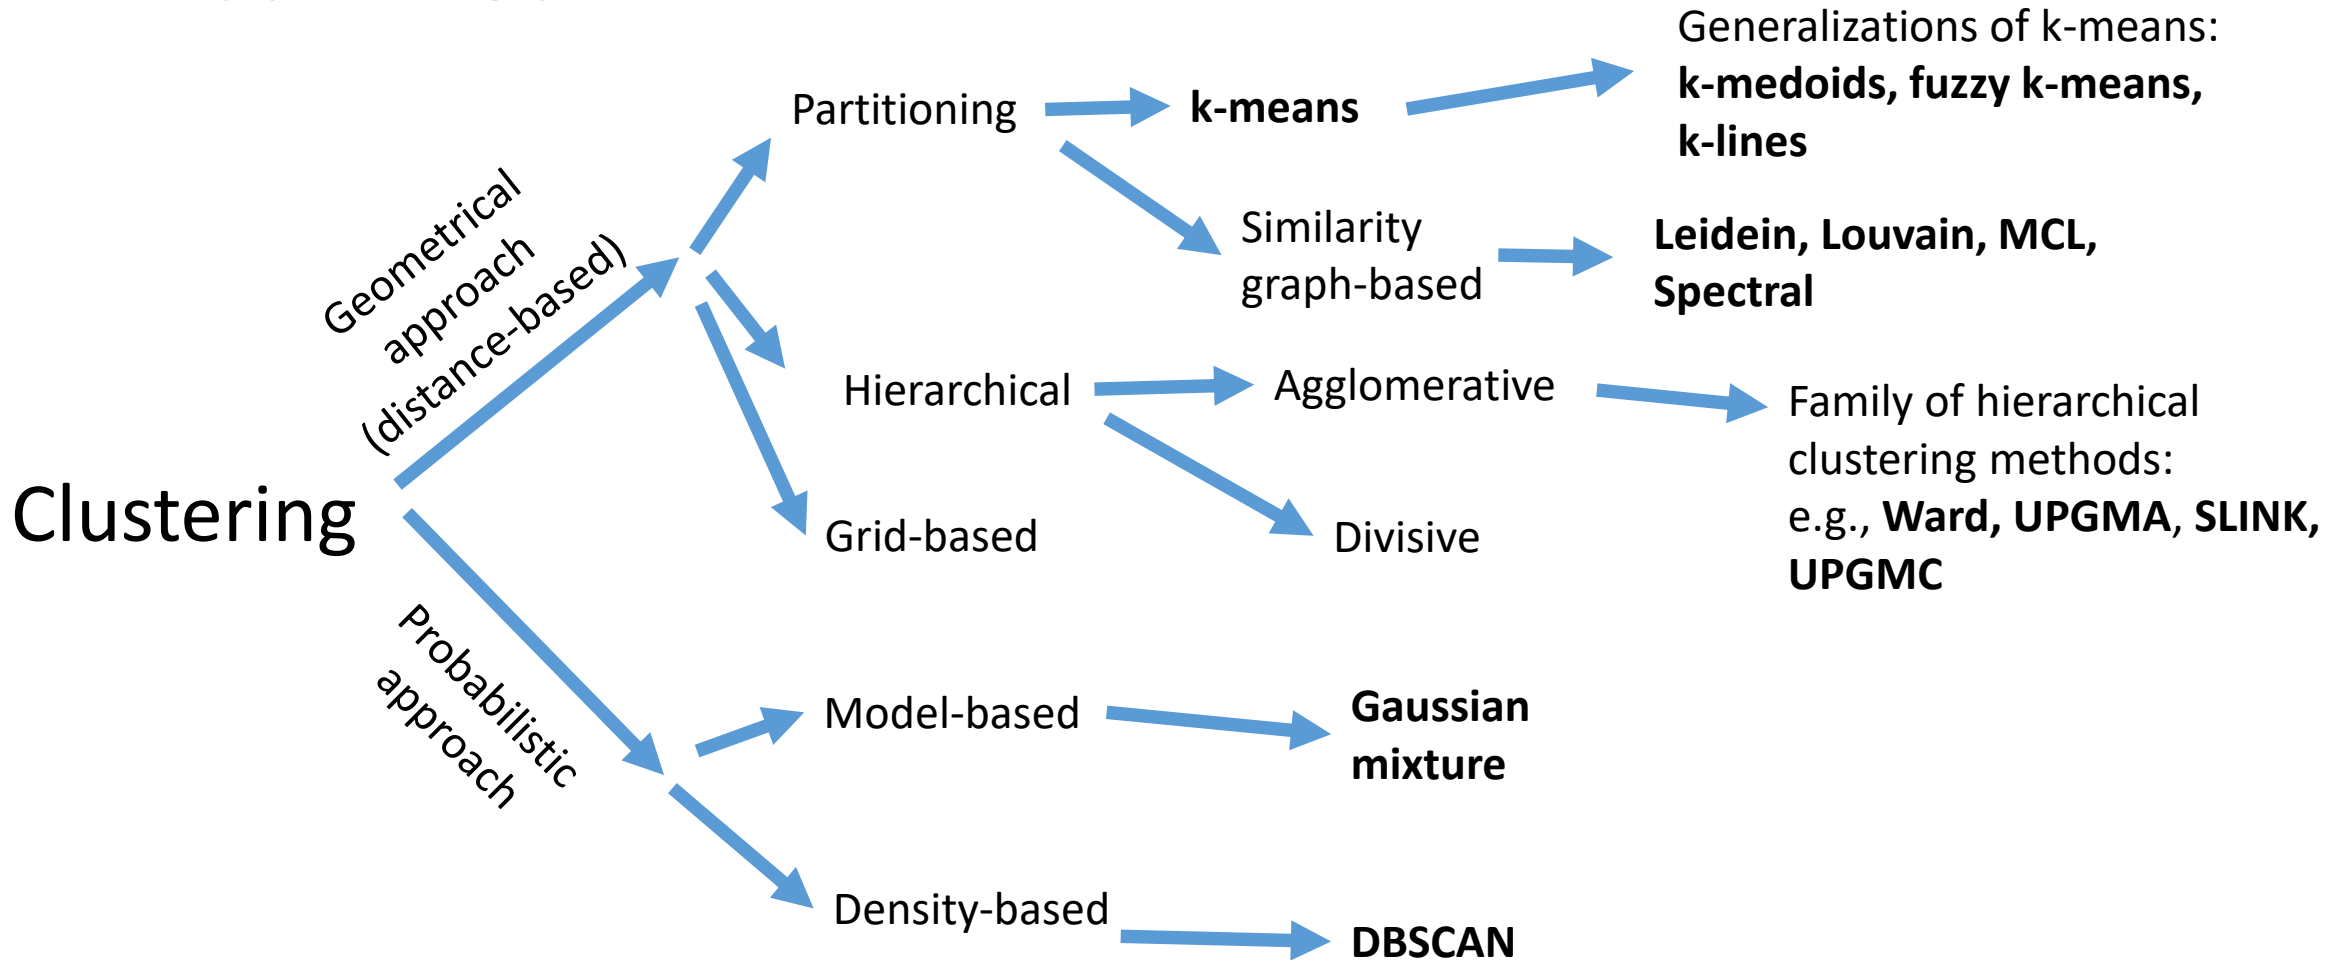 Generalizations of k-means:
k-medoids, fuzzy k-means,
k-lines
Partitioning
k-means
Geometrical
approach
(distance-based)
Similarity
graph-based
Leidein, Louvain, MCL,
Spectral
Hierarchical
Agglomerative
Family of hierarchical
clustering methods:
e.g., Ward, UPGMA, SLINK,
UPGMC
Clustering
Grid-based
Divisive
Probabilistic
approach
Model-based
Gaussian
mixture
Density-based
DBSCAN